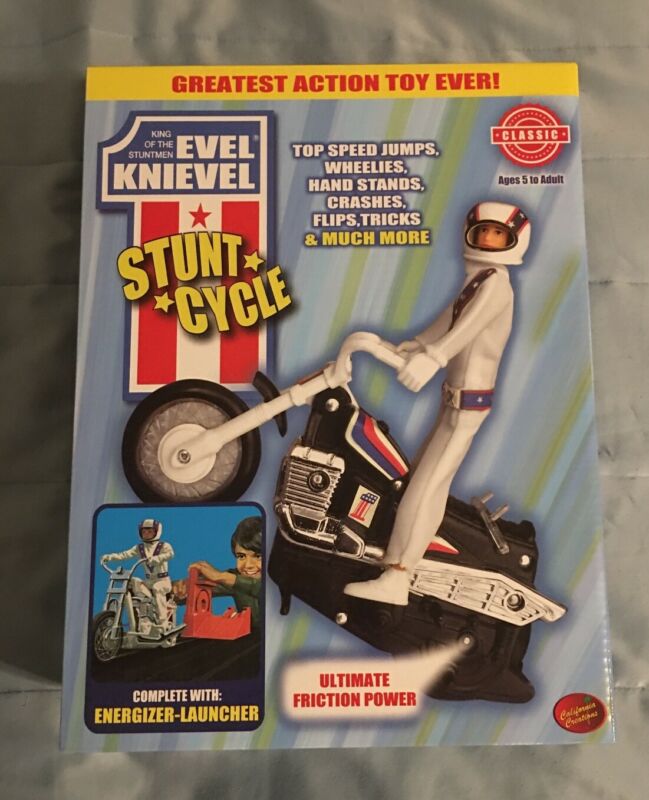 GREATEST ACTION TOY EVER!
KING
OF THE
STUNTMEN
EVEL®
KNIEVEL
STUNT
CYCLE
TOP SPEED JUMPS,
WHEELIES,
HAND STANDS,
CRASHES,
FLIPS,TRICKS
& MUCH MORE
CLASSIC
Ages 5 to Adult
1
COMPLETE WITH:
ENERGIZER-LAUNCHER
ULTIMATE
FRICTION POWER
California
Creations